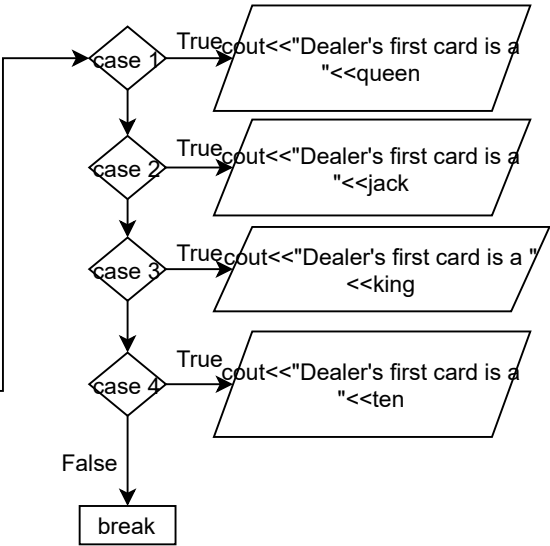 case 1
True
cout<<"Dealer's first card is a
"<<queen
case 2
True
cout<<"Dealer's first card is a
"<<jack
case 3
True
cout<<"Dealer's first card is a "
<<king
case 4
True
cout<<"Dealer's first card is a
"<<ten
False
break